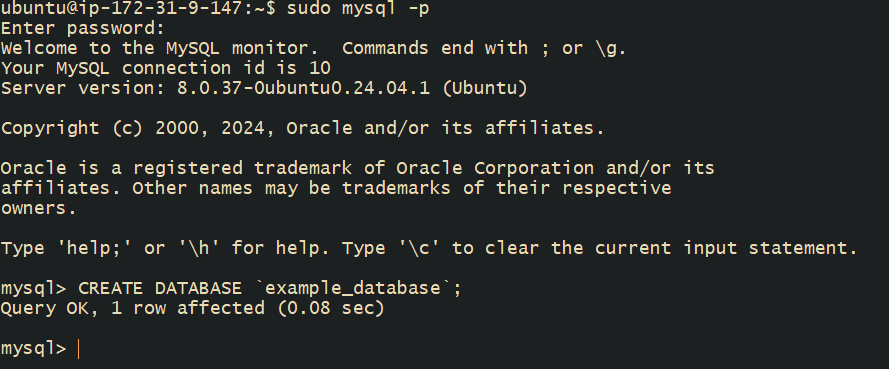 ubuntu@ip-172-31-9-147:~$ sudo mysql -p
Enter password:
Welcome to the MySQL monitor.  Commands end with ; or \g.
Your MySQL connection id is 10
Server version: 8.0.37-0ubuntu0.24.04.1 (Ubuntu)

Copyright (c) 2000, 2024, Oracle and/or its affiliates.

Oracle is a registered trademark of Oracle Corporation and/or its
affiliates. Other names may be trademarks of their respective
owners.

Type 'help;' or '\h' for help. Type '\c' to clear the current input statement.

mysql> CREATE DATABASE `example_database`;
Query OK, 1 row affected (0.08 sec)

mysql>